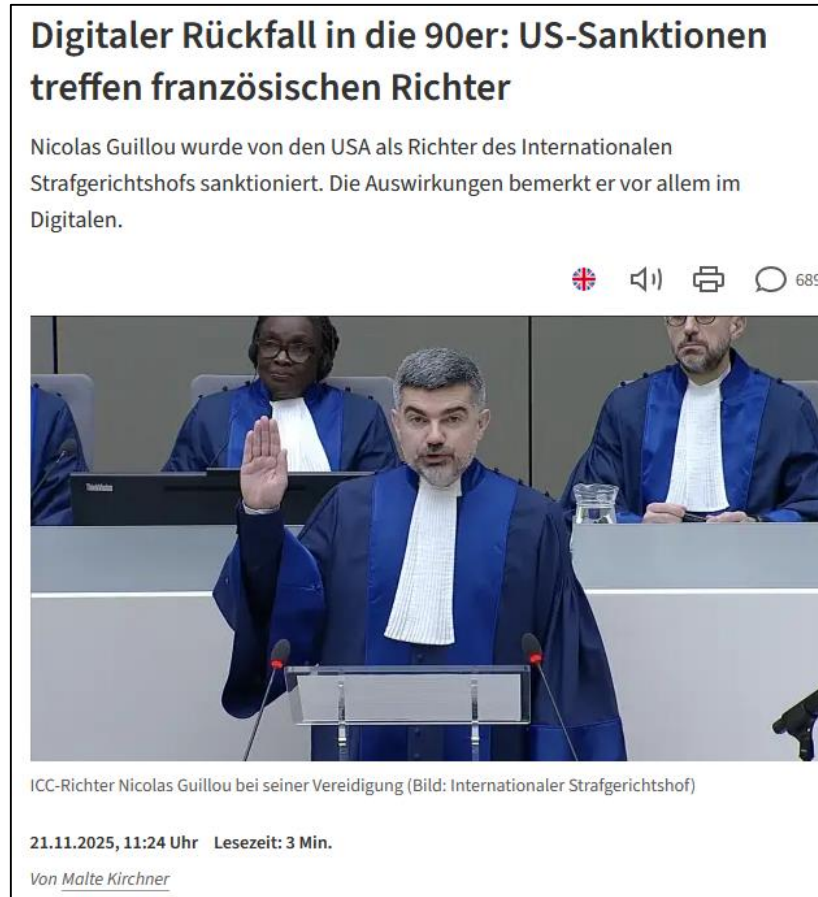 Digitaler Rückfall in die 90er: US-Sanktionen
treffen französischen Richter
Nicolas Guillou wurde von den USA als Richter des Internationalen
Strafgerichtshofs sanktioniert. Die Auswirkungen bemerkt er vor allem im
Digitalen.
689
ThinkVision
ICC-Richter Nicolas Guillou bei seiner Vereidigung (Bild: Internationaler Strafgerichtshof)
21.11.2025, 11:24 Uhr Lesezeit: 3 Min.
Von Malte Kirchner